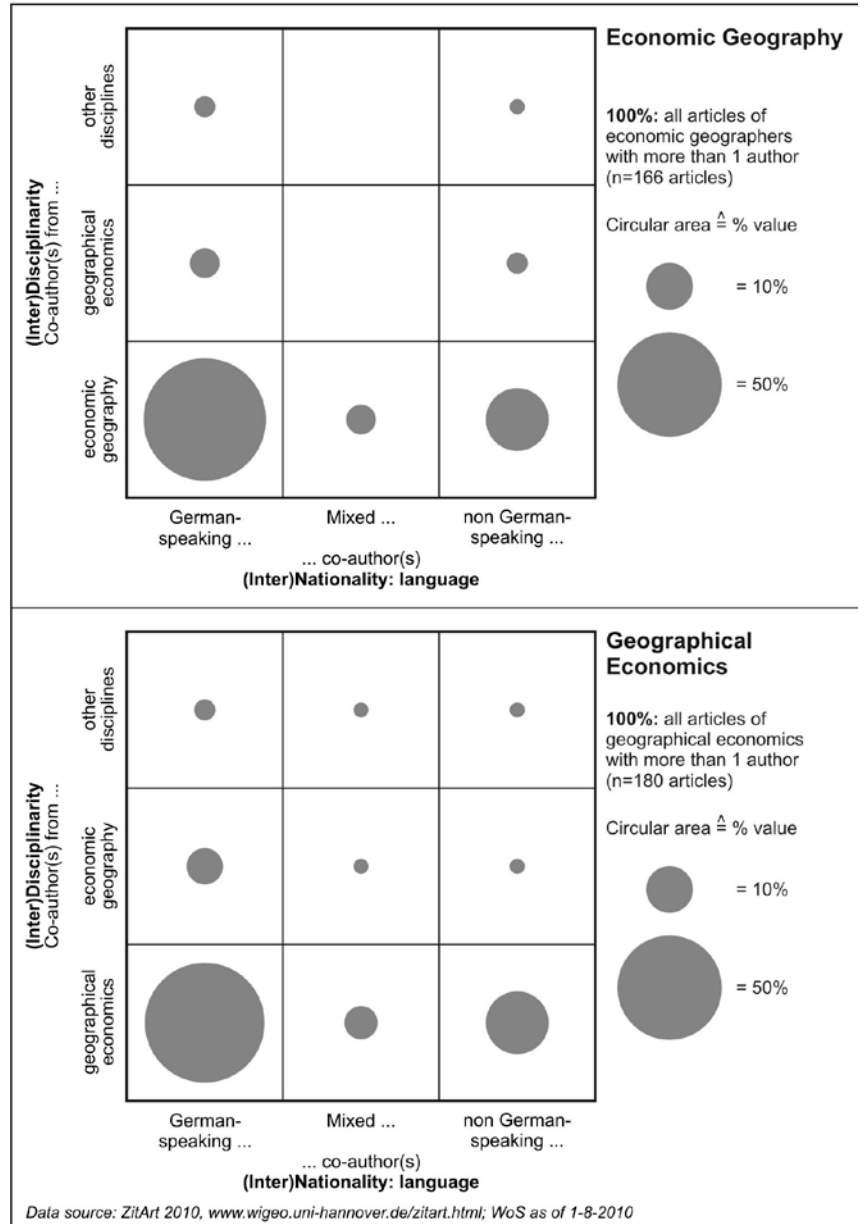 Economic Geography
100%: all articles of
economic geographers
with more than 1 author
(n=166 articles)
Circular area ≙ % value
= 10%
= 50%
(Inter)Disciplinarity
Co-author(s) from ...
other
disciplines
geographical
economics
economic
geography
German-
speaking ...
Mixed ...
non German-
speaking ...
... co-author(s)
(Inter)Nationality: language
Geographical
Economics
100%: all articles of
geographical economics
with more than 1 author
(n=180 articles)
Circular area ≙ % value
= 10%
= 50%
(Inter)Disciplinarity
Co-author(s) from ...
other
disciplines
economic
geography
geographical
economics
German-
speaking ...
Mixed ...
non German-
speaking ...
... co-author(s)
(Inter)Nationality: language
Data source: ZitArt 2010, www.wigeo.uni-hannover.de/zitart.html; WoS as of 1-8-2010